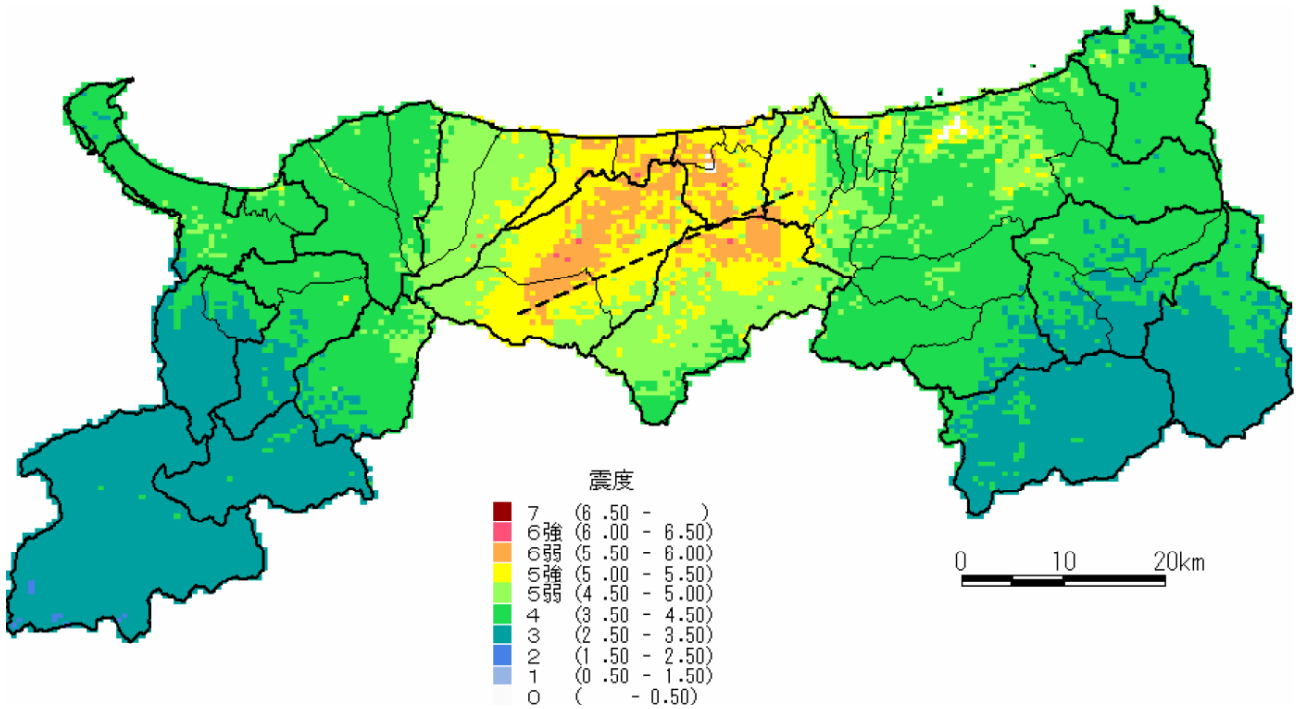 震度
7 (6.50 - )
6強 (6.00 - 6.50)
6弱 (5.50 - 6.00)
5強 (5.00 - 5.50)
5弱 (4.50 - 5.00)
4 (3.50 - 4.50)
3 (2.50 - 3.50)
2 (1.50 - 2.50)
1 (0.50 - 1.50)
0 ( - 0.50)
0 10 20km